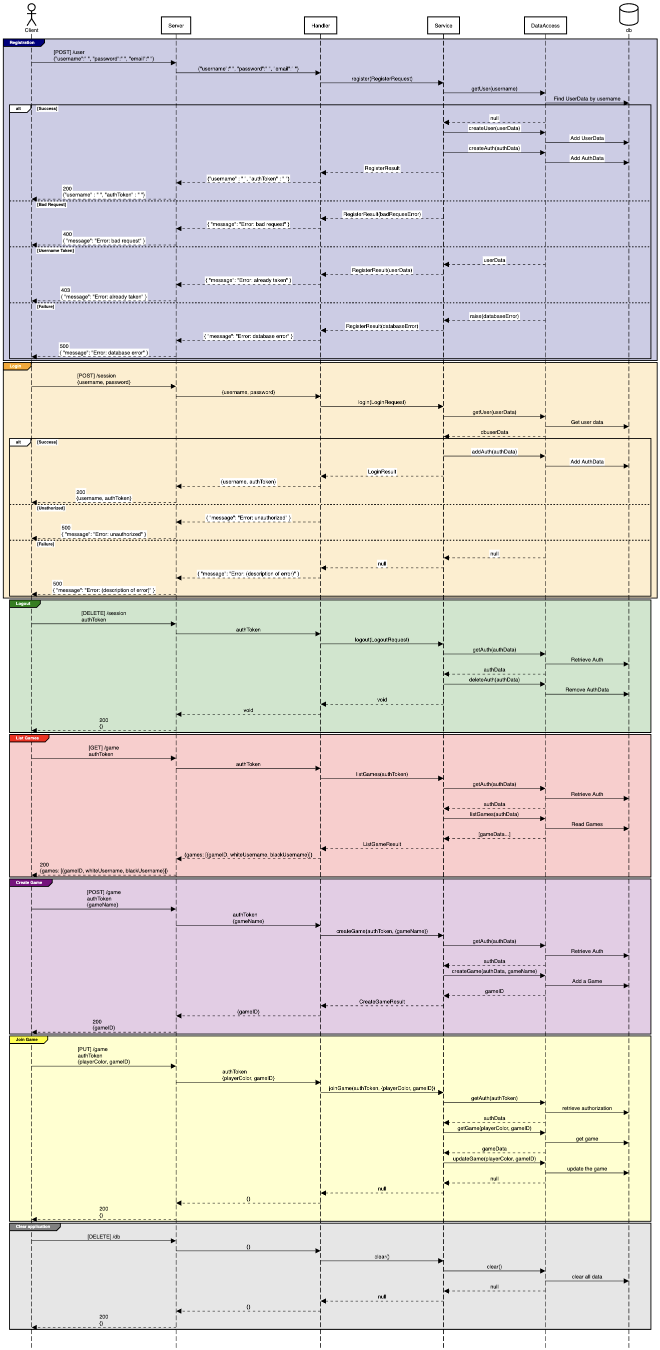 Client
Server
Handler
Service
DataAccess
db
Registration
[POST] /user
{"username":" ", "password":" ", "email":" "}
{"username":" ", "password":" ", "email" : " "}
register(RegisterRequest)
getUser(username)
Find UserData by username
alt
[Success]
null
createUser(userData)
Add UserData
createAuth(authData)
Add AuthData
RegisterResult
{"username" : " ", "authToken" : " "}
200
{"username" : " ", "authToken" : " "}
[Bad Request]
RegisterResult(badRequestError)
{ "message": "Error: bad request" }
400
{ "message": "Error: bad request" }
[Username Taken]
userData
RegisterResult(userData)
{ "message": "Error: already taken" }
403
{ "message": "Error: already taken" }
[Failure]
raise(databaseError)
RegisterResult(databaseError)
{ "message": "Error: database error" }
500
{ "message": "Error: database error" }
Login
[POST] /session
{username, password}
{username, password}
login(LoginRequest)
getUser(userData)
Get user data
dbuserData
alt
[Success]
addAuth(authData)
Add AuthData
LoginResult
{username, authToken}
200
{username, authToken}
{ "message": "Error: unauthorized" }
500
{ "message": "Error: unauthorized" }
[Failure]
null
null
{ "message": "Error: (description of error)" }
500
{ "message": "Error: (description of error)" }
Logout
[DELETE] /session
authToken
authToken
logout(LogoutRequest)
getAuth(authData)
Retrieve Auth
authData
deleteAuth(authData)
Remove AuthData
void
void
200
{}
List Games
[GET] /game
authToken
authToken
listGames(authToken)
getAuth(authData)
Retrieve Auth
authData
listGames(authData)
Read Games
[gameData...]
ListGameResult
{games: [{gameID, whiteUsername, blackUsername}]}
200
{games: [{gameID, whiteUsername, blackUsername}]}
Create Game
[POST] /game
authToken
{gameName}
authToken
{gameName}
createGame(authToken, {gameName})
getAuth(authData)
Retrieve Auth
authData
createGame(authData, gameName)
Add a Game
gameID
CreateGameResult
{gameID}
200
{gameID}
Join Game
[PUT] /game
authToken
{playerColor, gameID}
authToken
{playerColor, gameID}
joinGame(authToken, {playerColor, gameID})
getAuth(authToken)
retrieve authorization
authData
getGame(playerColor, gameID)
get game
gameData
updateGame(playerColor, gameID)
update the game
null
null
{}
200
{}
Clear application
[DELETE] /db
{}
clear()
clear()
clear all data
null
null
{}
200
{}